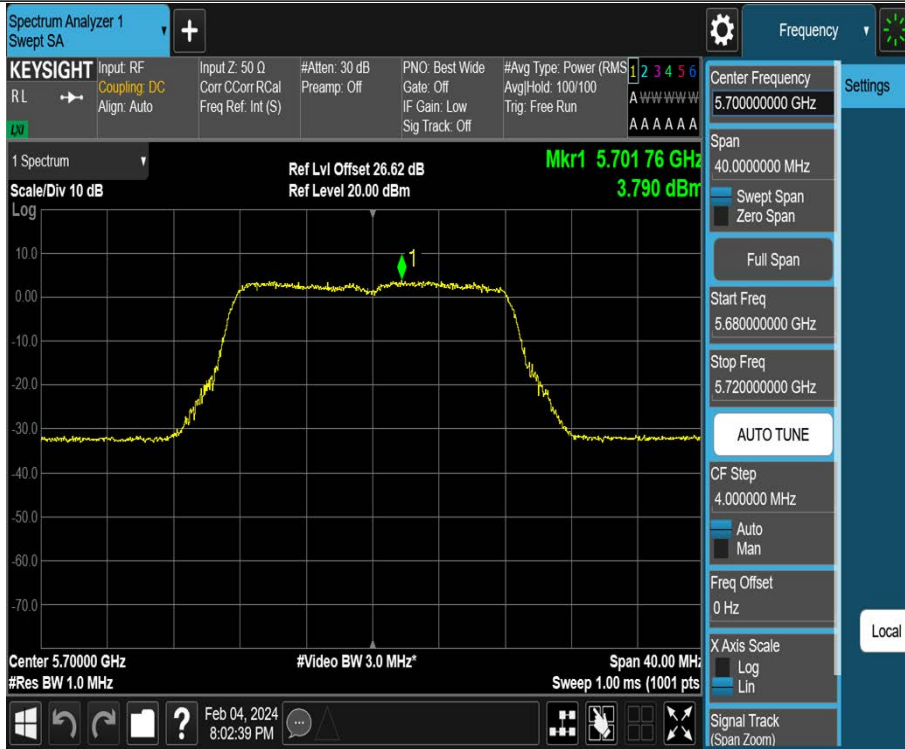 Spectrum Analyzer 1
Swept SA
+
Frequency
KEYSIGHT
R L
LXI
Input: RF
Coupling: DC
Align: Auto
Input Z: 50 Ω
Corr CCorr RCal
Freq Ref: Int (S)
#Atten: 30 dB
Preamp: Off
PNO: Best Wide
Gate: Off
IF Gain: Low
Sig Track: Off
#Avg Type: Power (RMS
Avg|Hold: 100/100
Trig: Free Run
1 2 3 4 5 6
A W W W W W
A A A A A A
1 Spectrum
Scale/Div 10 dB
Log
Ref Lvl Offset 26.62 dB
Ref Level 20.00 dBm
Mkr1 5.701 76 GHz
3.790 dBm
1
10.0
0.00
-10.0
-20.0
-30.0
-40.0
-50.0
-60.0
-70.0
Center 5.70000 GHz
#Res BW 1.0 MHz
#Video BW 3.0 MHz*
Span 40.00 MHz
Sweep 1.00 ms (1001 pts
?
Feb 04, 2024
8:02:39 PM
Center Frequency
5.700000000 GHz
Span
40.0000000 MHz
Swept Span
Zero Span
Full Span
Start Freq
5.680000000 GHz
Stop Freq
5.720000000 GHz
AUTO TUNE
CF Step
4.000000 MHz
Auto
Man
Freq Offset
0 Hz
X Axis Scale
Log
Lin
Signal Track
(Span Zoom)
Settings
Local